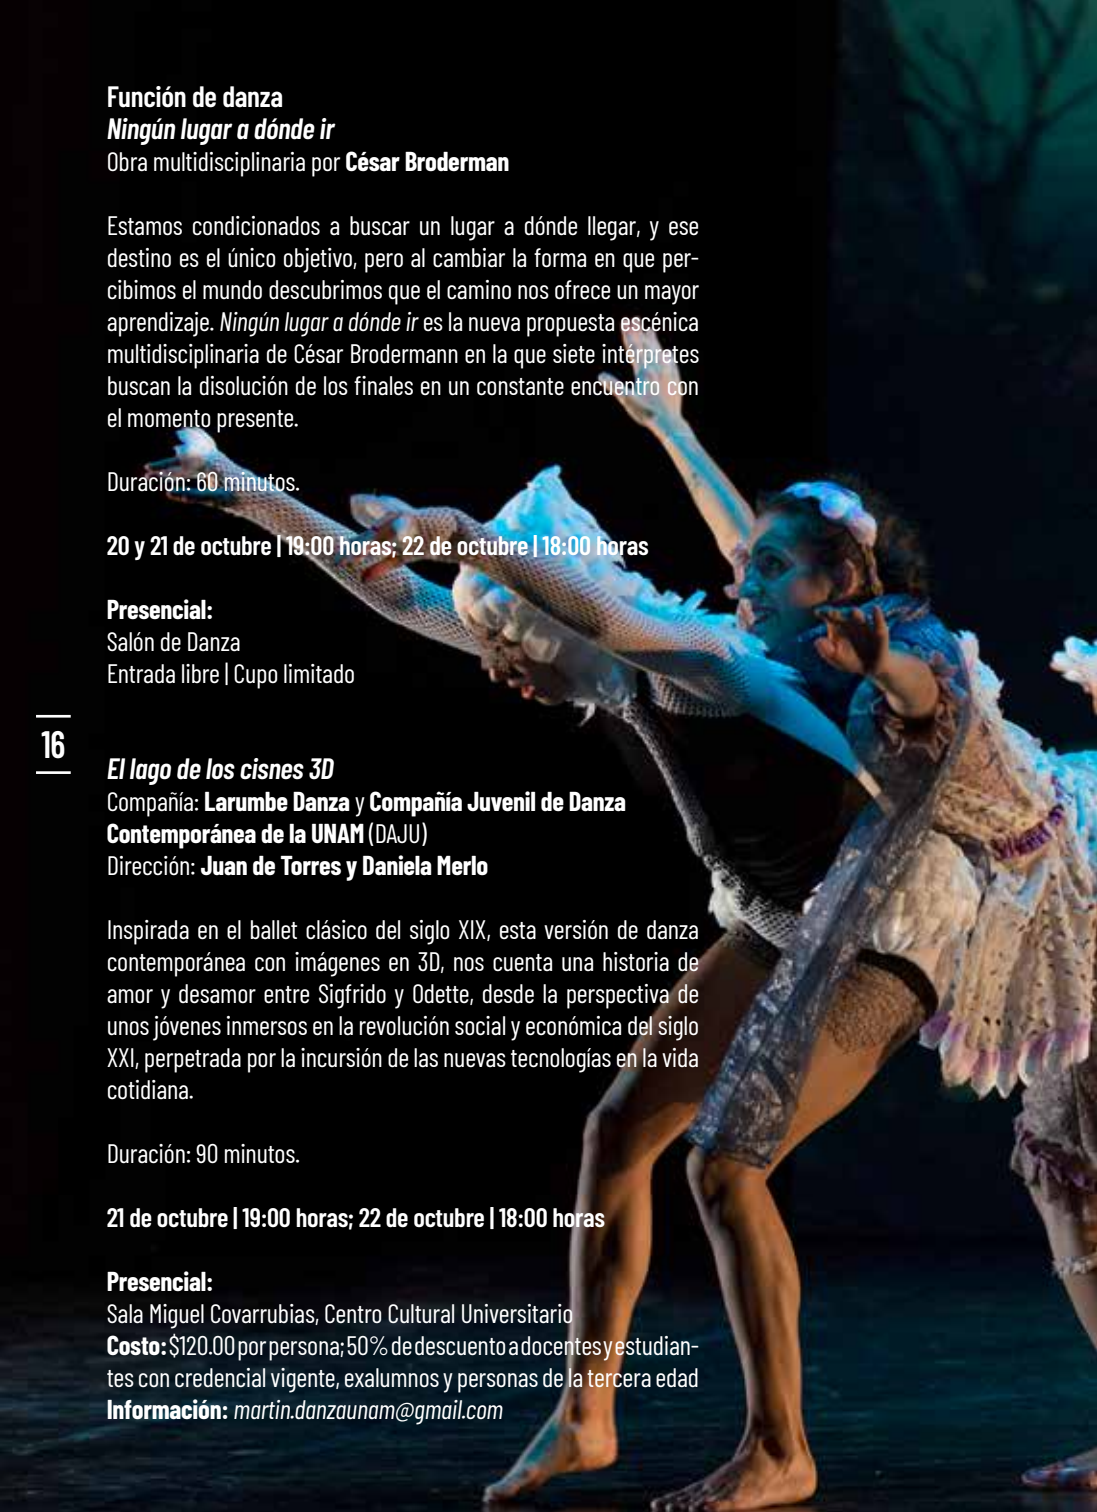 Función de danza
Ningún lugar a dónde ir
Obra multidisciplinaria por César Broderman
Estamos condicionados a buscar un lugar a dónde llegar, y ese
destino es el único objetivo, pero al cambiar la forma en que per-
cibimos el mundo descubrimos que el camino nos ofrece un mayor
aprendizaje. Ningún lugar a dónde ir es la nueva propuesta escénica
multidisciplinaria de César Brodermann en la que siete intérpretes
buscan la disolución de los finales en un constante encuentro con
el momento presente.
Duración: 60 minutos.
20 y 21 de octubre | 19:00 horas; 22 de octubre | 18:00 horas
Presencial:
Salón de Danza
Entrada libre | Cupo limitado
16
El lago de los cisnes 3D
Compañía: Larumbe Danza y Compañía Juvenil de Danza
Contemporánea de la UNAM (DAJU)
Dirección: Juan de Torres y Daniela Merlo
Inspirada en el ballet clásico del siglo XIX, esta versión de danza
contemporánea con imágenes en 3D, nos cuenta una historia de
amor y desamor entre Sigfrido y Odette, desde la perspectiva de
unos jóvenes inmersos en la revolución social y económica del siglo
XXI, perpetrada por la incursión de las nuevas tecnologías en la vida
cotidiana.
Duración: 90 minutos.
21 de octubre | 19:00 horas; 22 de octubre | 18:00 horas
Presencial:
Sala Miguel Covarrubias, Centro Cultural Universitario
Costo: $120.00 por persona; 50% de descuento a docentes y estudian-
tes con credencial vigente, exalumnos y personas de la tercera edad
Información: martin.danzaunam@gmail.com